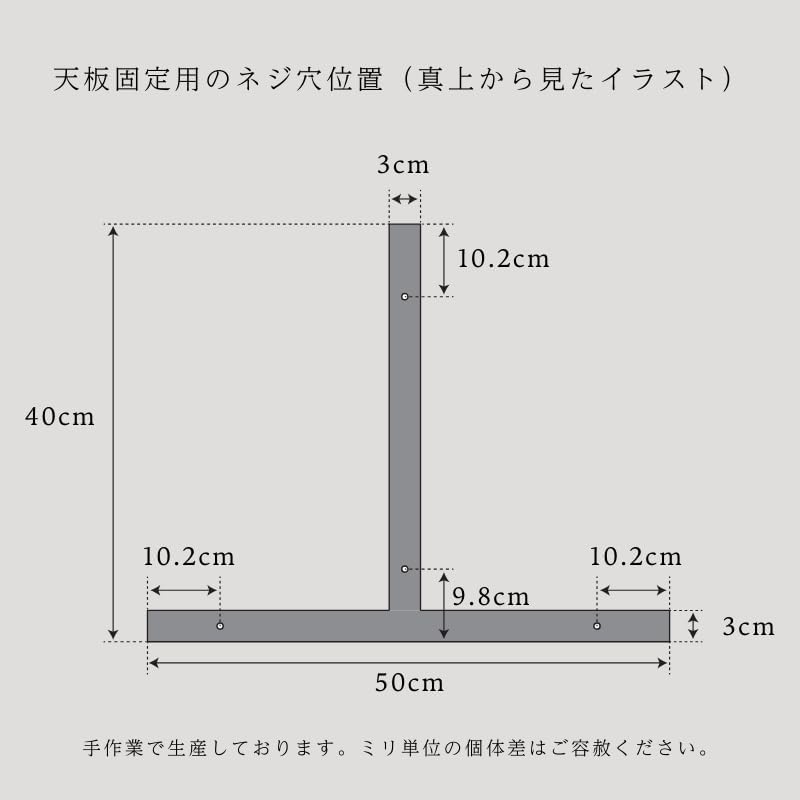 天板固定用のネジ穴位置（真上から見たイラスト）
3cm
10.2cm
40cm
10.2cm
10.2cm
9.8cm
3cm
50cm
手作業で生産しております。ミリ単位の個体差はご容赦ください。